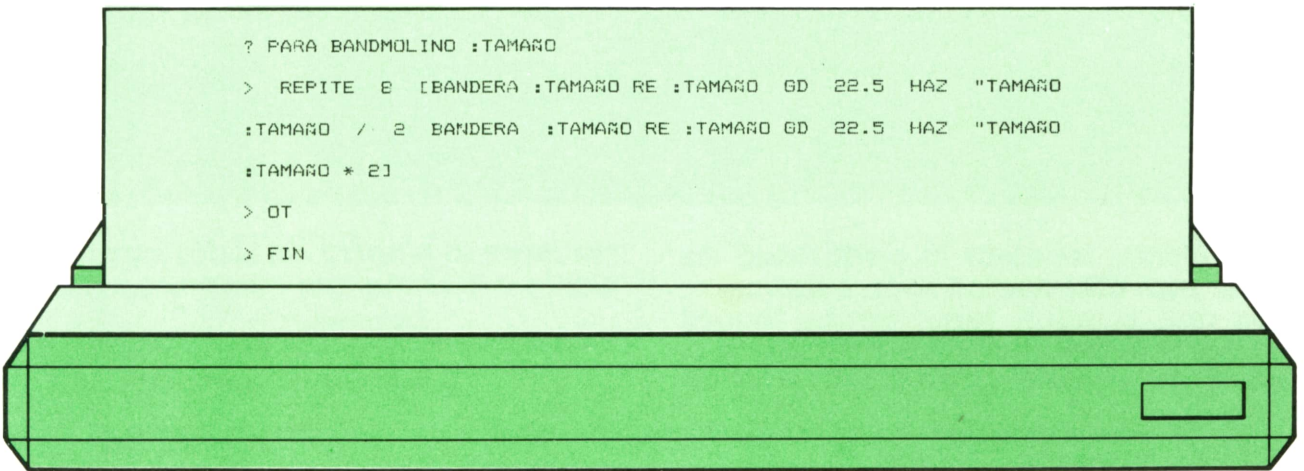 ? PARA BANDMOLINO :TAMAÑO
> REPITE 8 [BANDERA :TAMAÑO RE :TAMAÑO GD 22.5 HAZ "TAMAÑO
:TAMAÑO / 2 BANDERA :TAMAÑO RE :TAMAÑO GD 22.5 HAZ "TAMAÑO
:TAMAÑO * 2]
> OT
> FIN